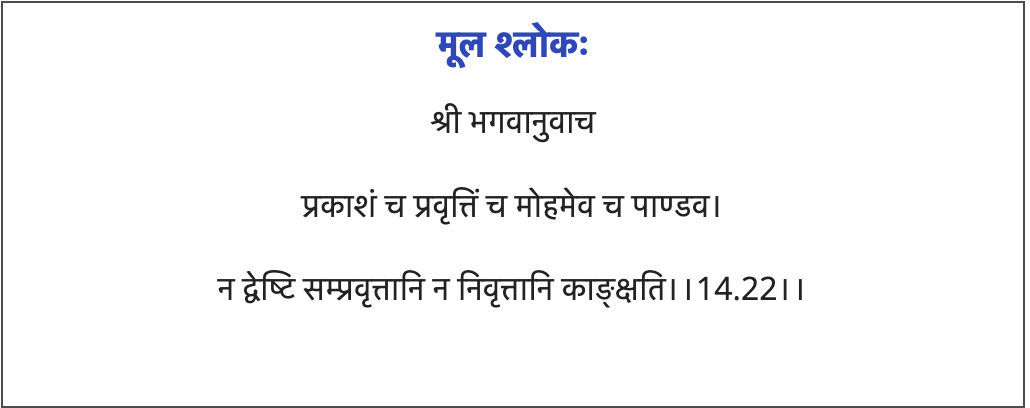 मूल श्लोकः
श्री भगवानुवाच
प्रकाशं च प्रवृत्तिं च मोहमेव च पाण्डव।
न द्वेष्टि सम्प्रवृत्तानि न निवृत्तानि काङ्क्षति।।14.22।।